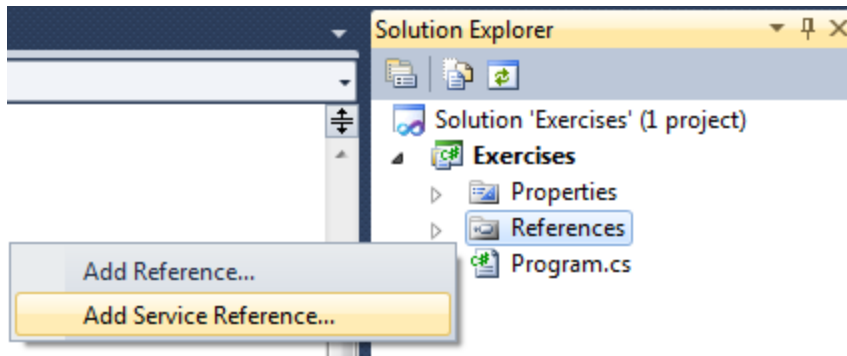 Solution Explorer
Solution 'Exercises' (1 project)
C# Exercises
Properties
References
C# Program.cs
Add Reference...
Add Service Reference...